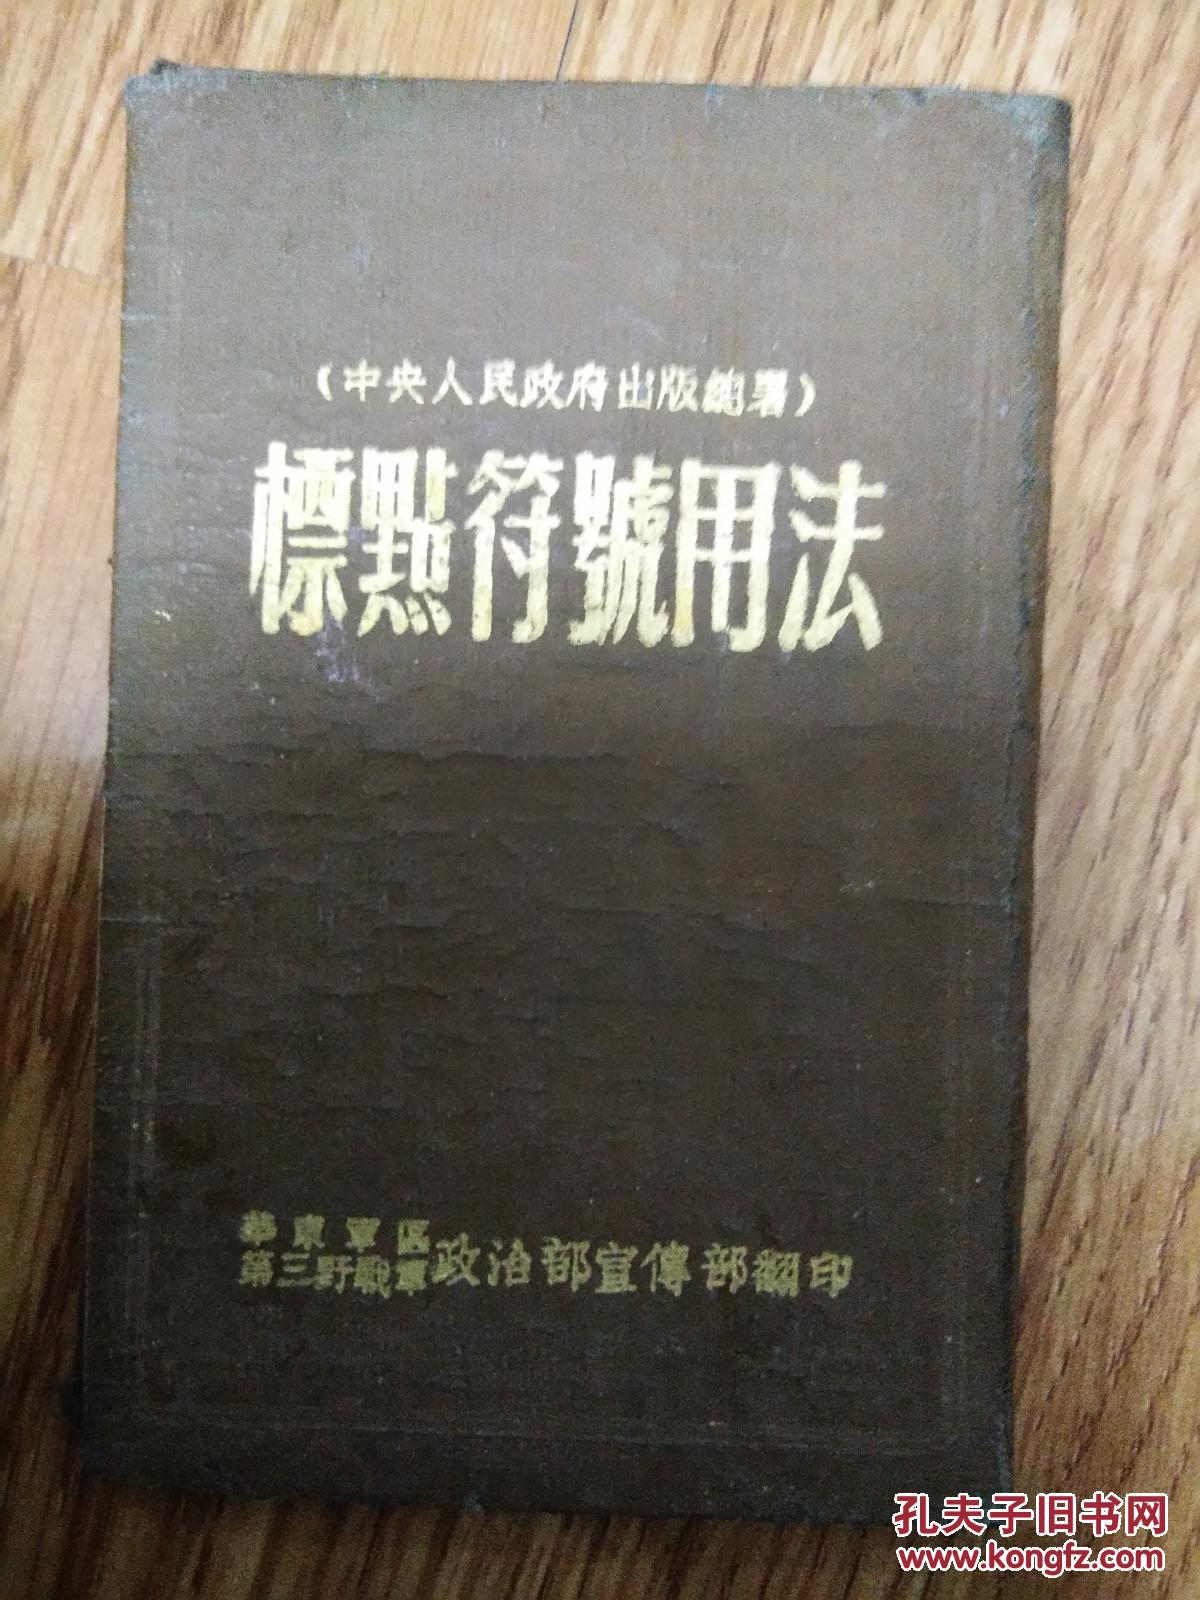 （中央人民政府出版總署）
標點符號用法
華東軍区
第三野戰軍政治部宣傳部翻印
孔夫子旧书网
www.kongfz.com